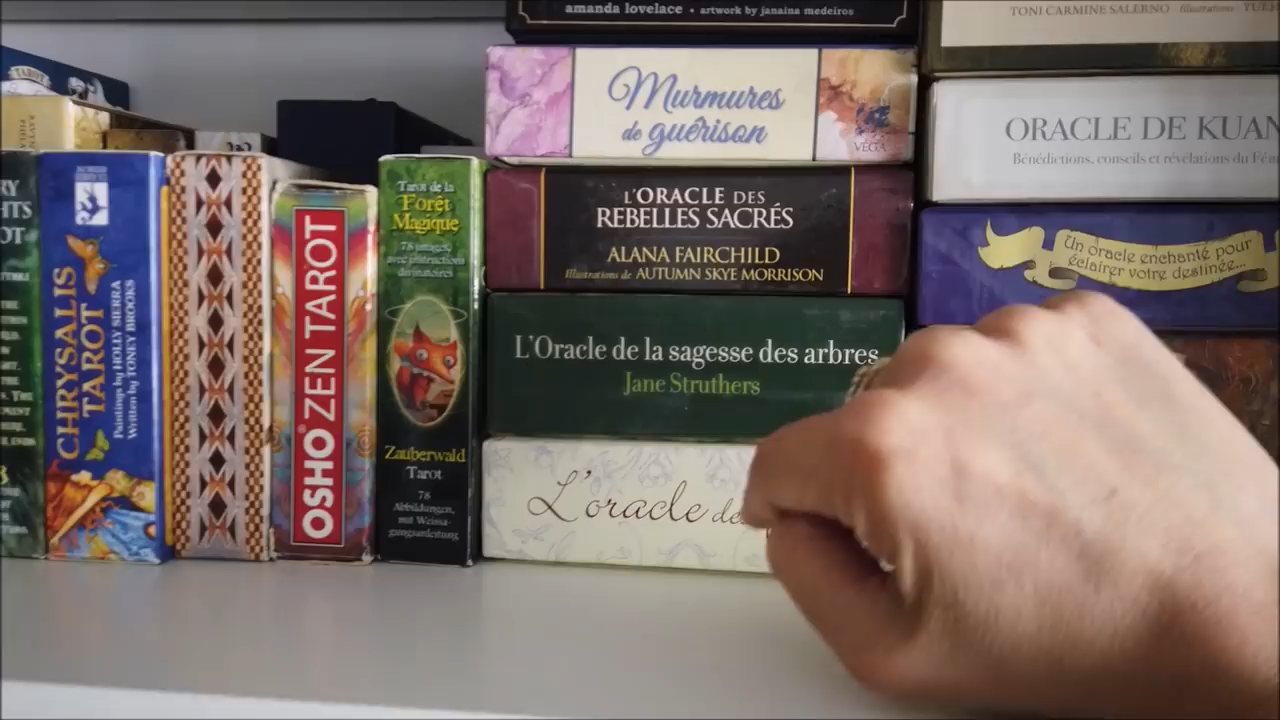 amanda lovelace • artwork by janaina medeiros
Murmures
de guérison
VEGA
L'ORACLE DES
REBELLES SACRÉS
ALANA FAIRCHILD
Illustrations de AUTUMN SKYE MORRISON
L'Oracle de la sagesse des arbres
Jane Struthers
L'oracle
TONI CARMINE SALERNO Illustrations
ORACLE DE KUAN
Bénédictions, conseils et révélations du
Un oracle enchanté pour
éclairer votre destinée...
TAROT
CHRYSALIS
TAROT
Paintings by HOLLY SIERRA
Written by TONEY BROOKS
OSHO® ZEN TAROT
Tarot de la
Forêt
Magique
78 images,
avec instructions
divinatoires
Zauberwald
Tarot
78
Abbildungen,
mit Weissa-
gungsanleitung